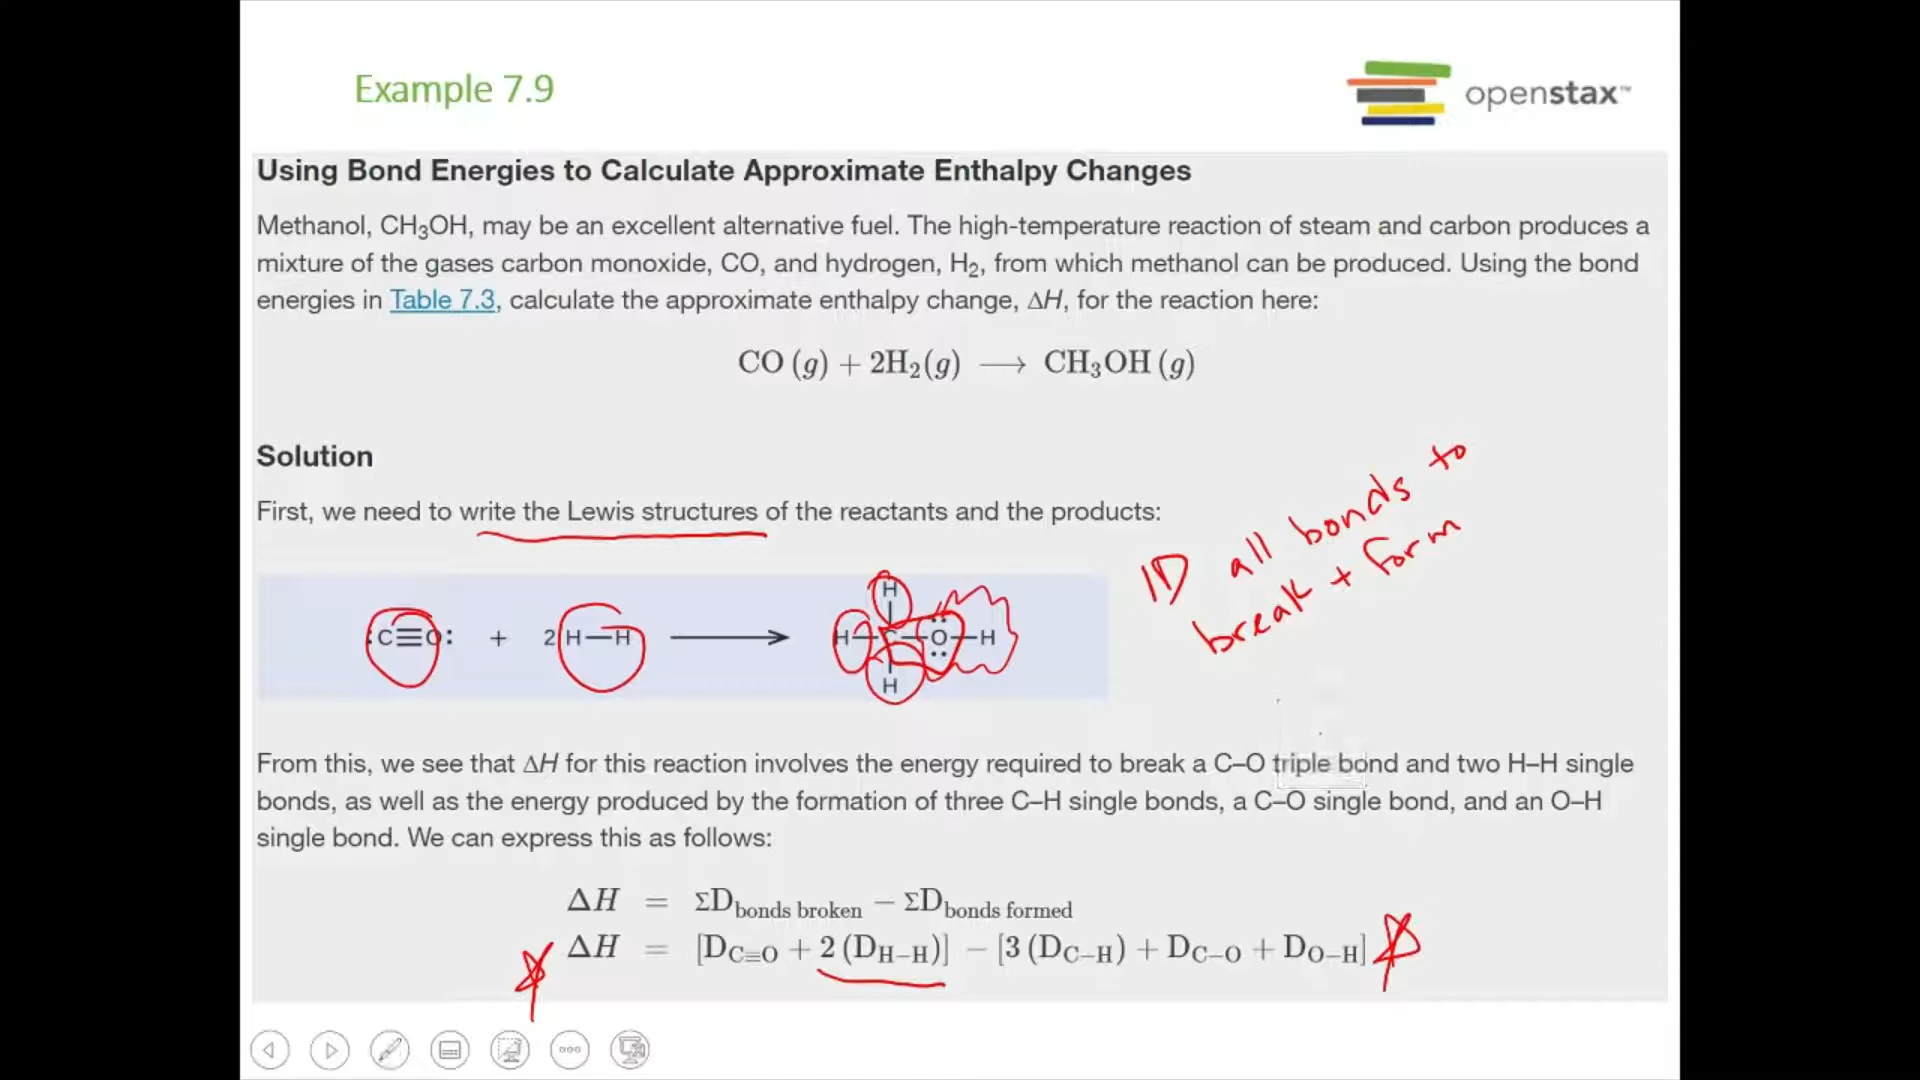 Example 7.9
openstax™
Using Bond Energies to Calculate Approximate Enthalpy Changes
Methanol, CH₃OH, may be an excellent alternative fuel. The high-temperature reaction of steam and carbon produces a
mixture of the gases carbon monoxide, CO, and hydrogen, H₂, from which methanol can be produced. Using the bond
energies in Table 7.3, calculate the approximate enthalpy change, ΔH, for the reaction here:
CO (g) + 2H₂(g) ⟶ CH₃OH (g)
Solution
First, we need to write the Lewis structures of the reactants and the products:
ID all bonds to
break + form
H
:C≡O: + 2 H—H ⟶ H—C—O—H
H
From this, we see that ΔH for this reaction involves the energy required to break a C–O triple bond and two H–H single
bonds, as well as the energy produced by the formation of three C–H single bonds, a C–O single bond, and an O–H
single bond. We can express this as follows:
ΔH = ΣD bonds broken − ΣD bonds formed
ΔH = [D C≡O + 2 (D H–H)] − [3 (D C–H) + D C–O + D O–H]